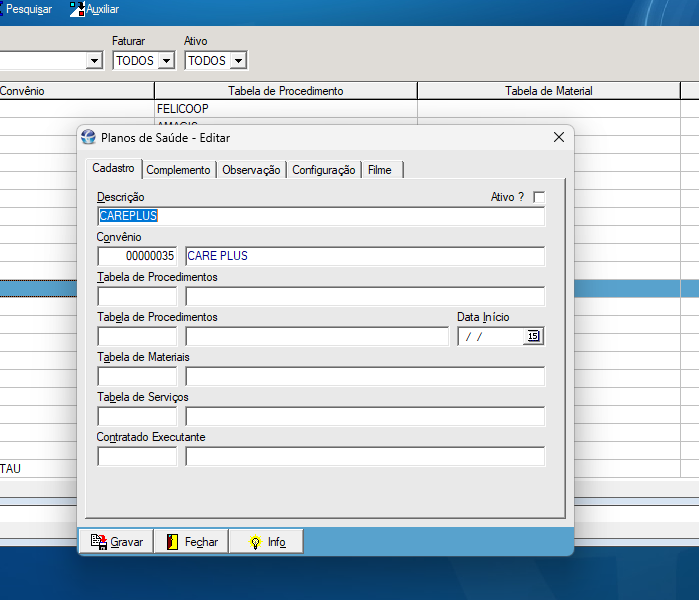 Pesquisar Auxiliar
Faturar Ativo
TODOS TODOS
Convênio Tabela de Procedimento Tabela de Material
FELICOOP
Planos de Saúde - Editar
Cadastro Complemento Observação Configuração Filme
Descrição Ativo ?
CAREPLUS
Convênio
00000035 CARE PLUS
Tabela de Procedimentos
Tabela de Procedimentos Data Início
/ / 15
Tabela de Materiais
Tabela de Serviços
Contratado Executante
TAU
Gravar Fechar Info